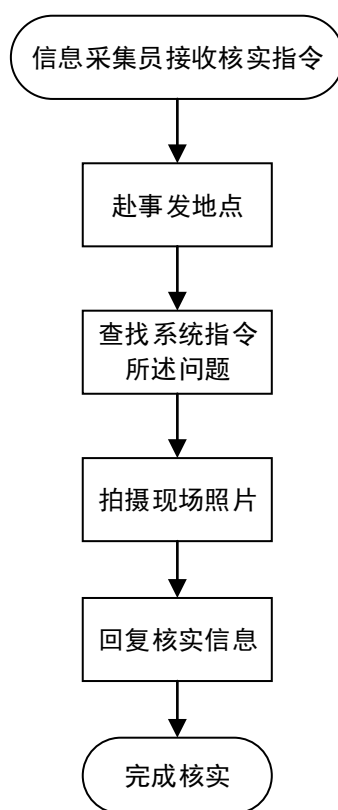 信息采集员接收核实指令
赴事发地点
查找系统指令
所述问题
拍摄现场照片
回复核实信息
完成核实